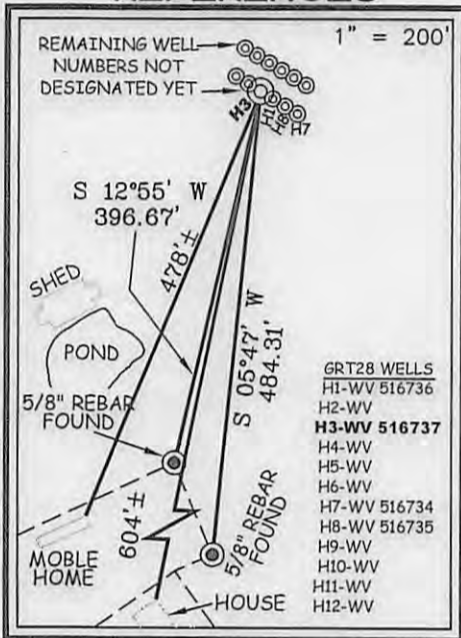 REFERENCES
1" = 200'
REMAINING WELL
NUMBERS NOT
DESIGNATED YET
H3
H1
H8
H7
S 12°55' W
396.67'
478'±
S 05°47' W
484.31'
SHED
POND
5/8" REBAR
FOUND
604'±
5/8" REBAR
FOUND
MOBLE
HOME
HOUSE
GRT28 WELLS
H1-WV 516736
H2-WV
H3-WV 516737
H4-WV
H5-WV
H6-WV
H7-WV 516734
H8-WV 516735
H9-WV
H10-WV
H11-WV
H12-WV